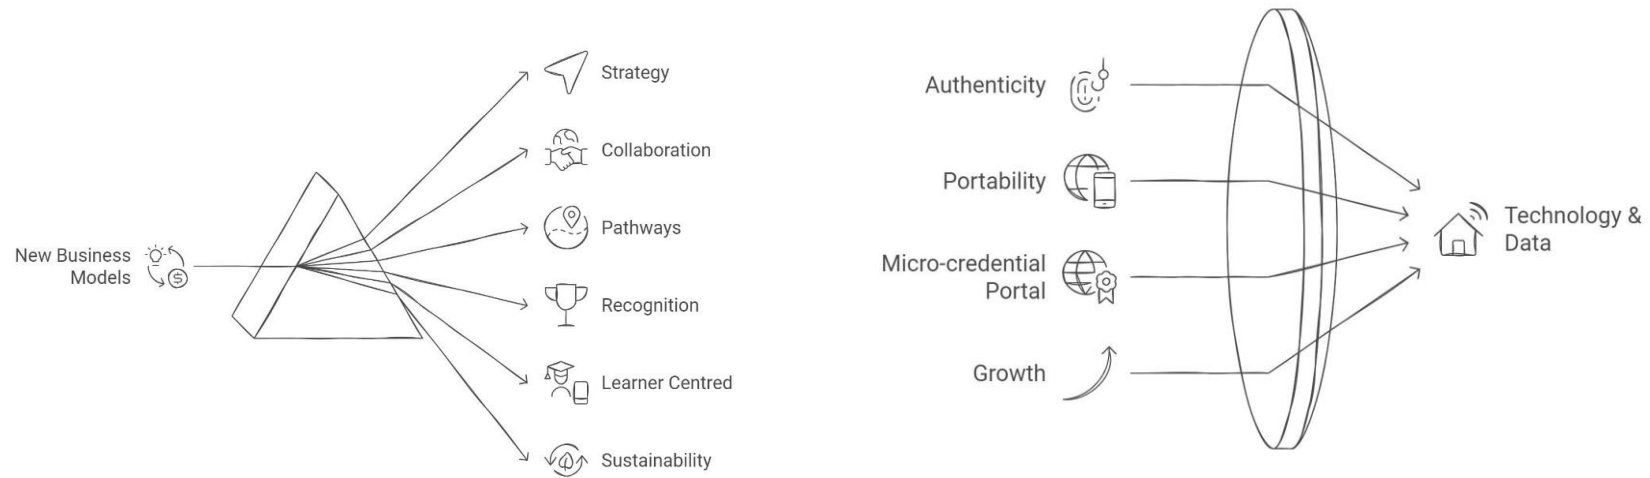 New Business
Models
Strategy
Collaboration
Pathways
Recognition
Learner Centred
Sustainability
Authenticity
Portability
Micro-credential
Portal
Growth
Technology &
Data